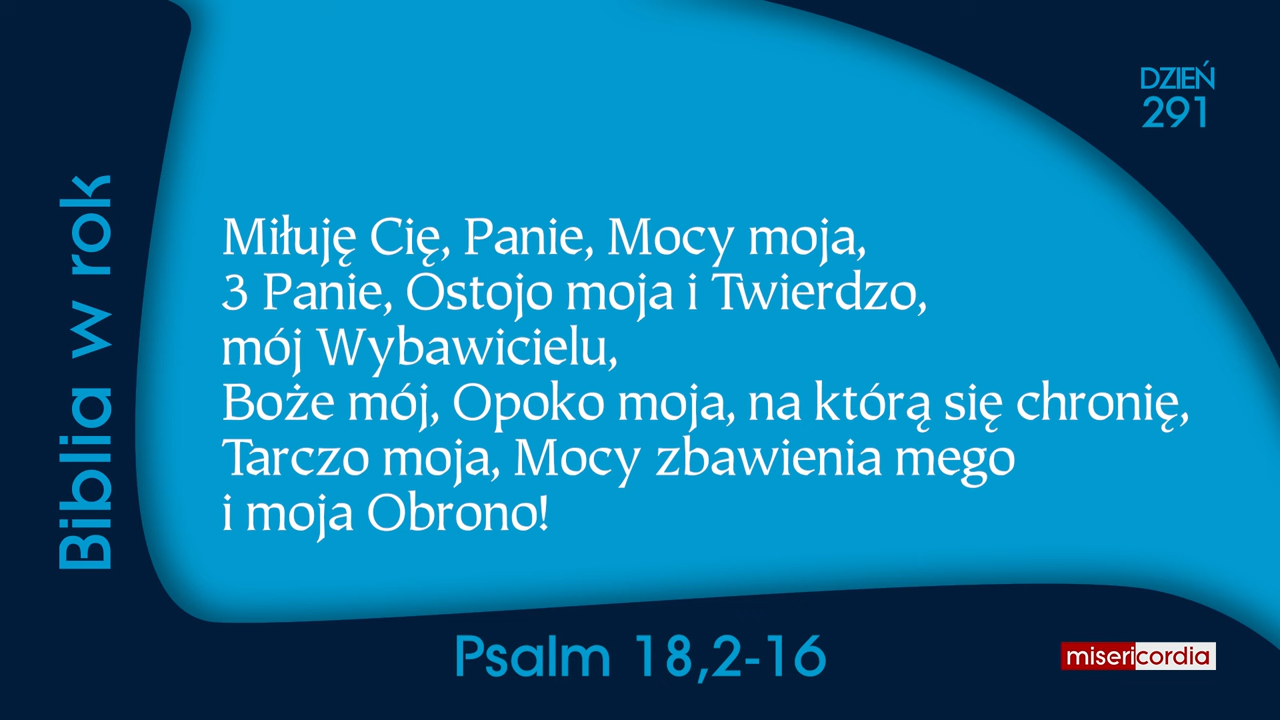 DZIEŃ
291
Biblia w rok
Miłuję Cię, Panie, Mocy moja,
3 Panie, Ostojo moja i Twierdzo,
mój Wybawicielu,
Boże mój, Opoko moja, na którą się chronię,
Tarczo moja, Mocy zbawienia mego
i moja Obrono!
Psalm 18,2-16
misericordia